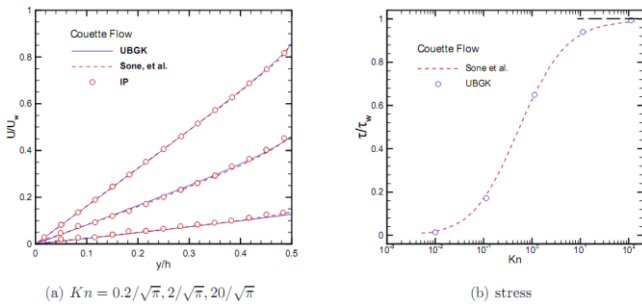 Couette Flow
UBGK
Sone, et al.
IP
U/U_w
1
0.8
0.6
0.4
0.2
0
0 0.1 0.2 0.3 0.4 0.5
y/h
(a) Kn = 0.2/√π, 2/√π, 20/√π
Couette Flow
Sone et al.
UBGK
τ/τ_w
1
0.8
0.6
0.4
0.2
0
Kn
(b) stress